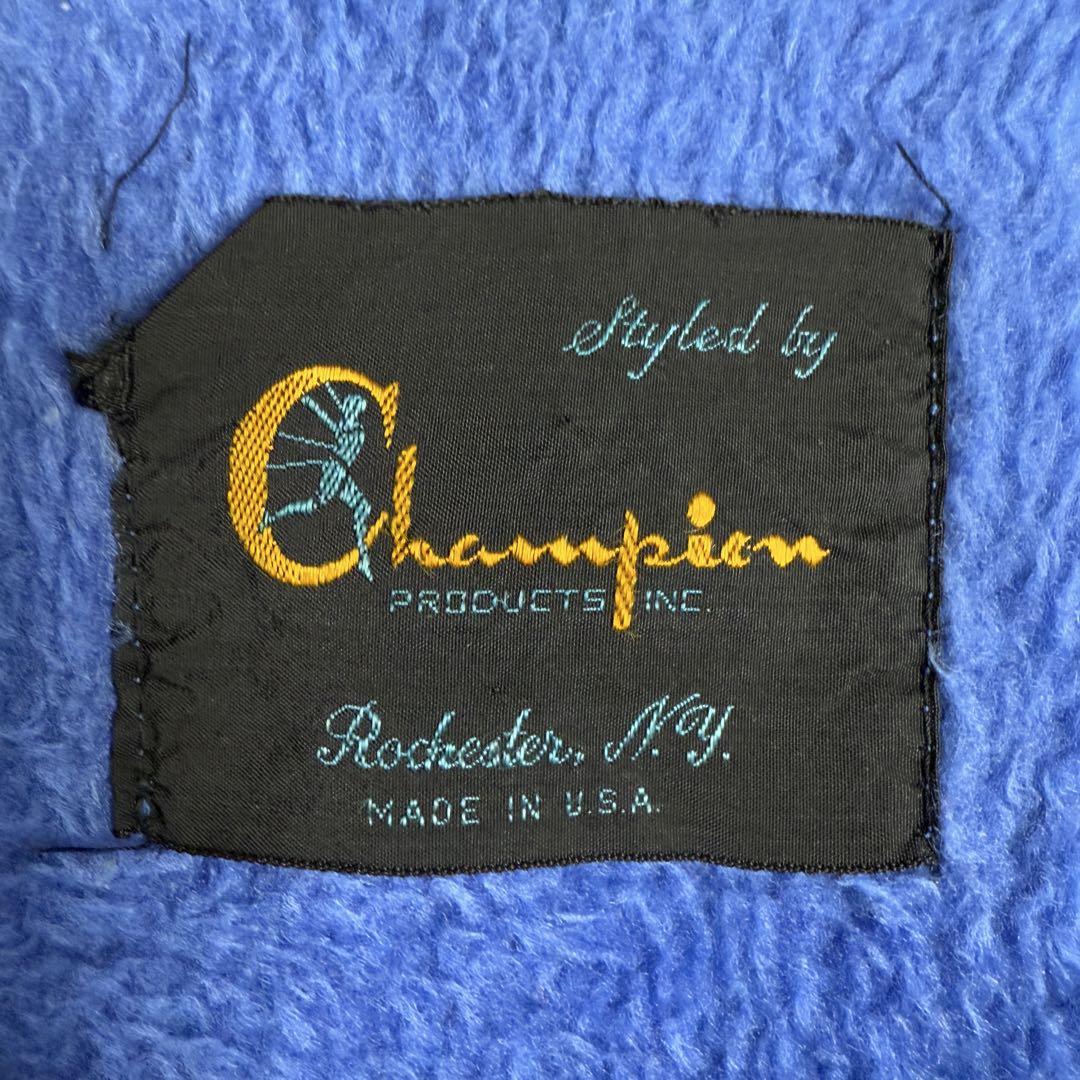 Styled by
Champion
PRODUCTS INC.
Rochester, N.Y.
MADE IN U.S.A.